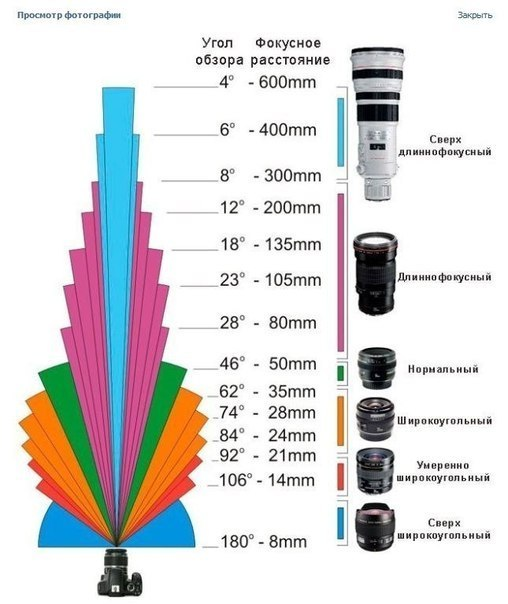 Просмотр фотографии
Закрыть
Угол обзора
Фокусное расстояние
4° - 600mm
6° - 400mm
8° - 300mm
12° - 200mm
18° - 135mm
23° - 105mm
28° - 80mm
46° - 50mm
62° - 35mm
74° - 28mm
84° - 24mm
92° - 21mm
106° - 14mm
180° - 8mm
Сверх
длиннофокусный
Длиннофокусный
Нормальный
Широкоугольный
Умеренно
широкоугольный
Сверх
широкоугольный